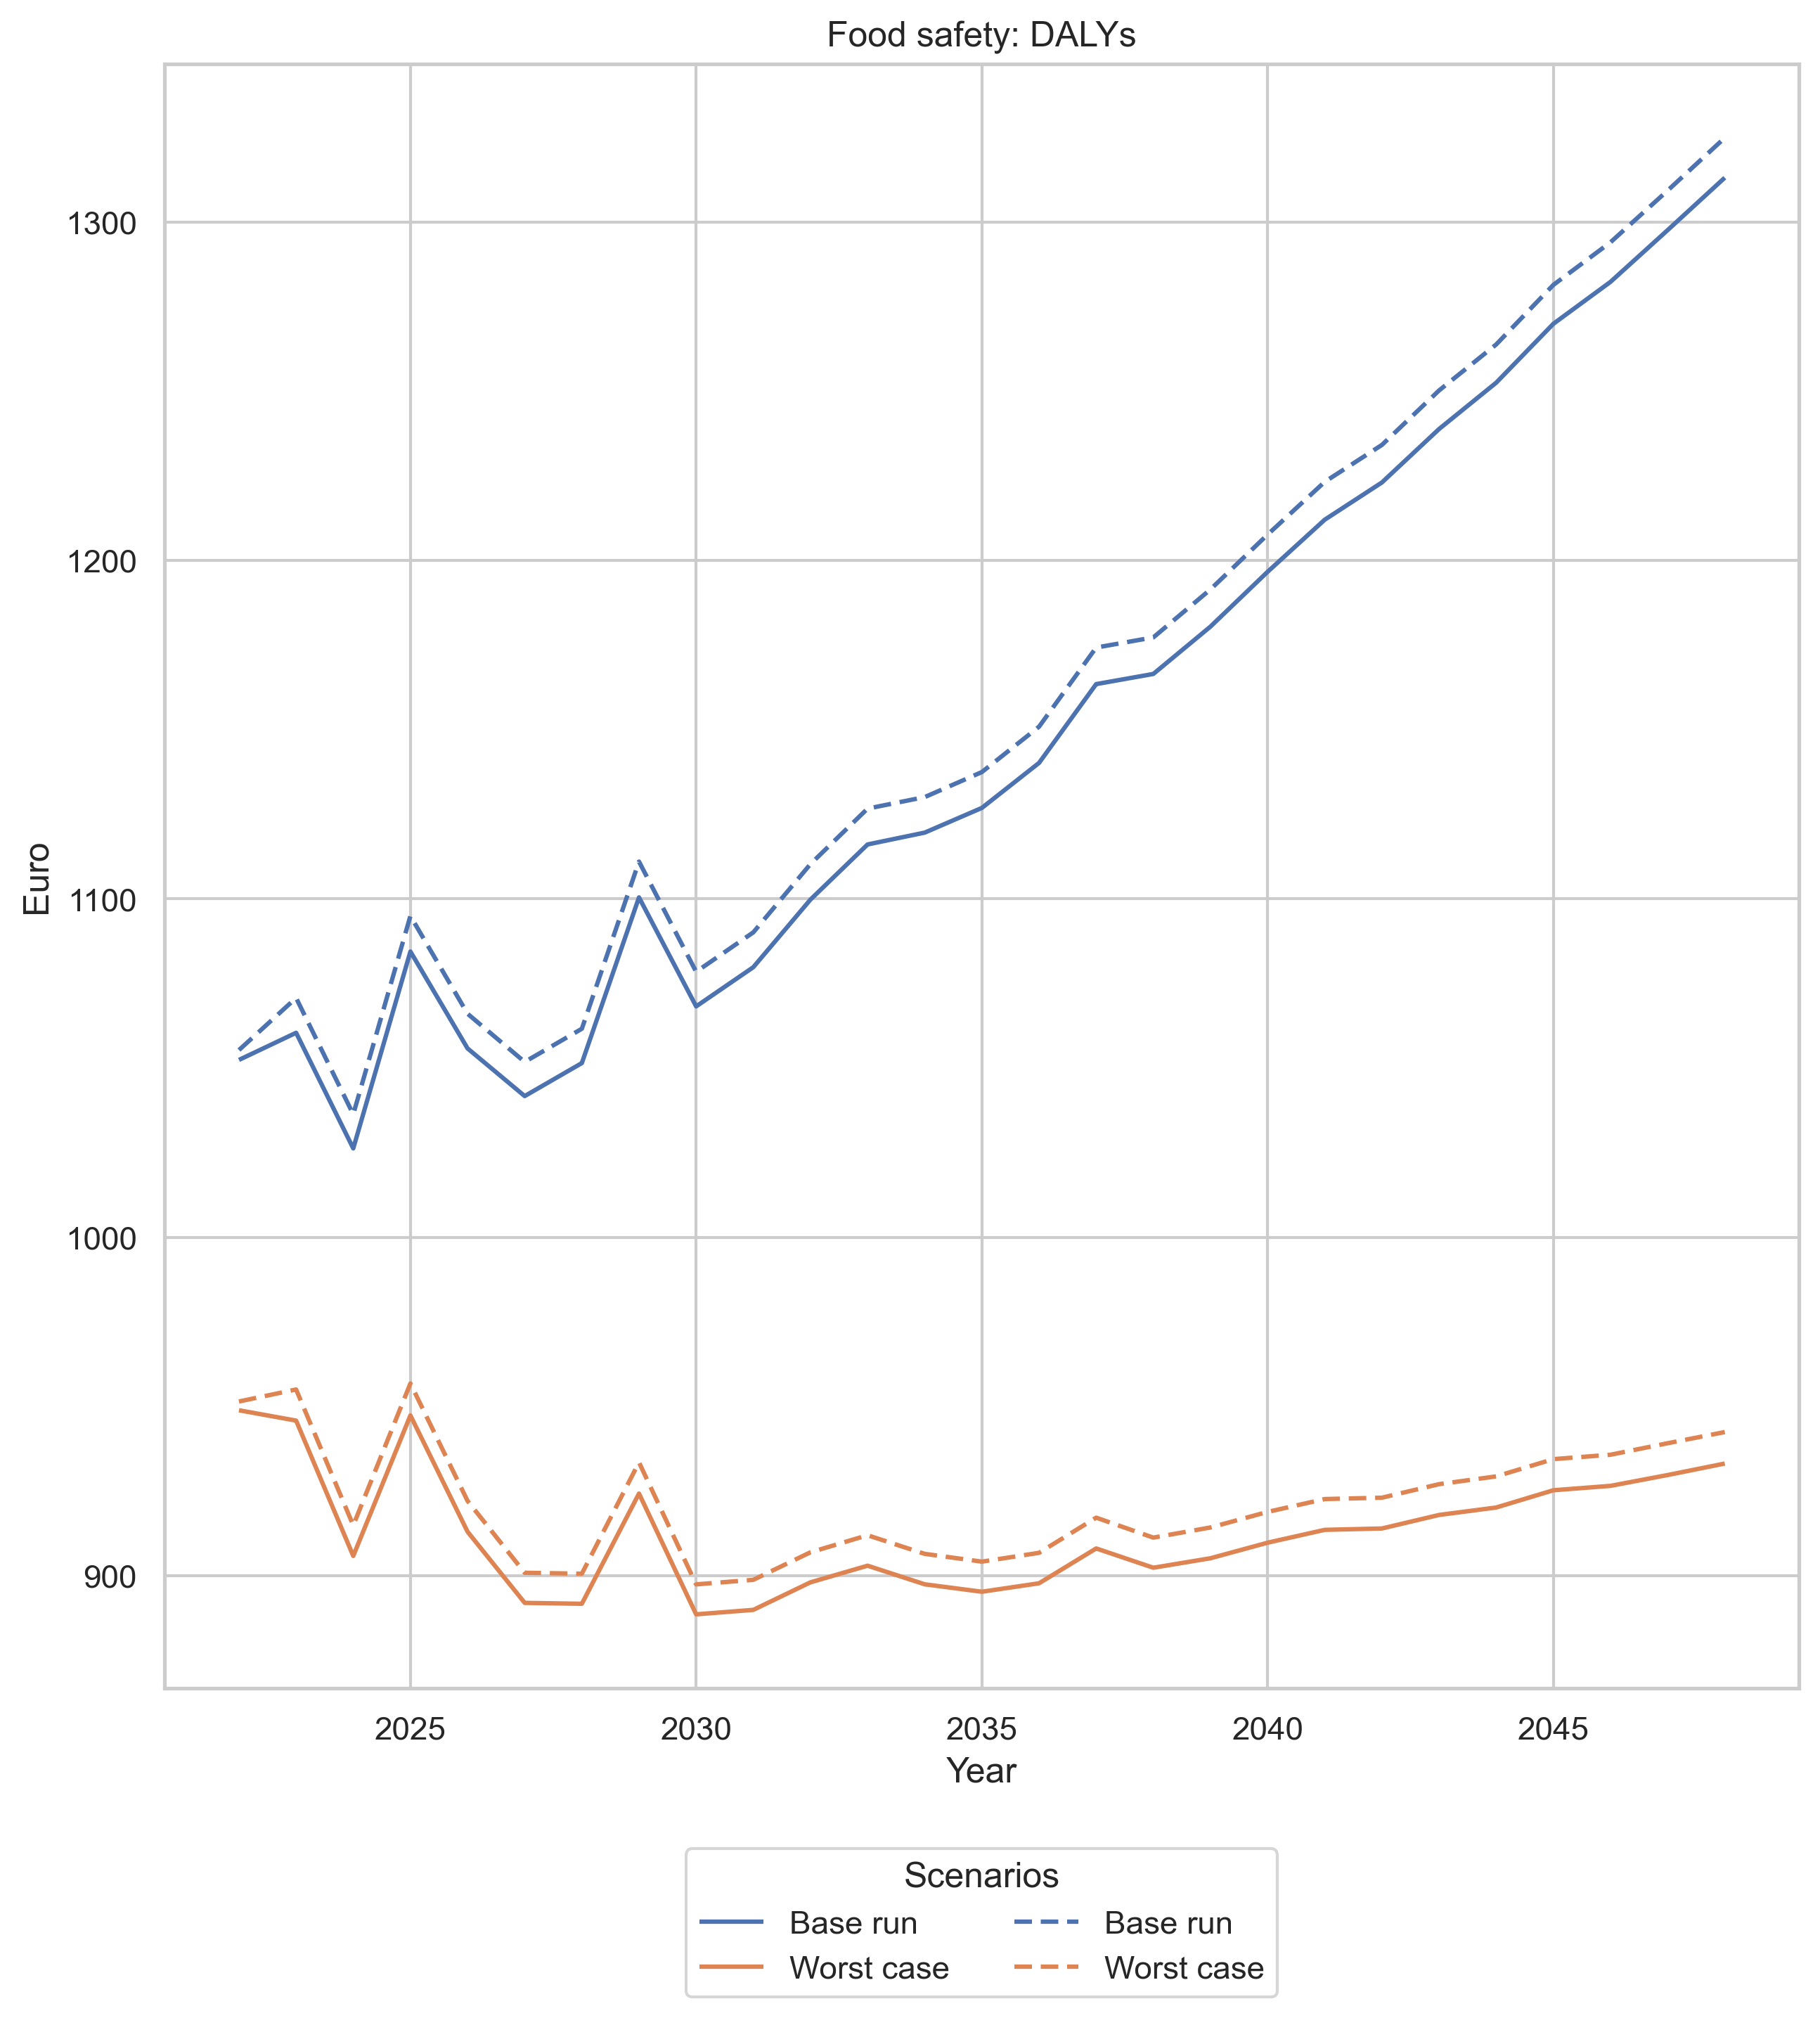 Food safety: DALYs
Euro
1300
1200
1100
1000
900
2025 2030 2035 2040 2045
Year
Scenarios
Base run Base run
Worst case Worst case